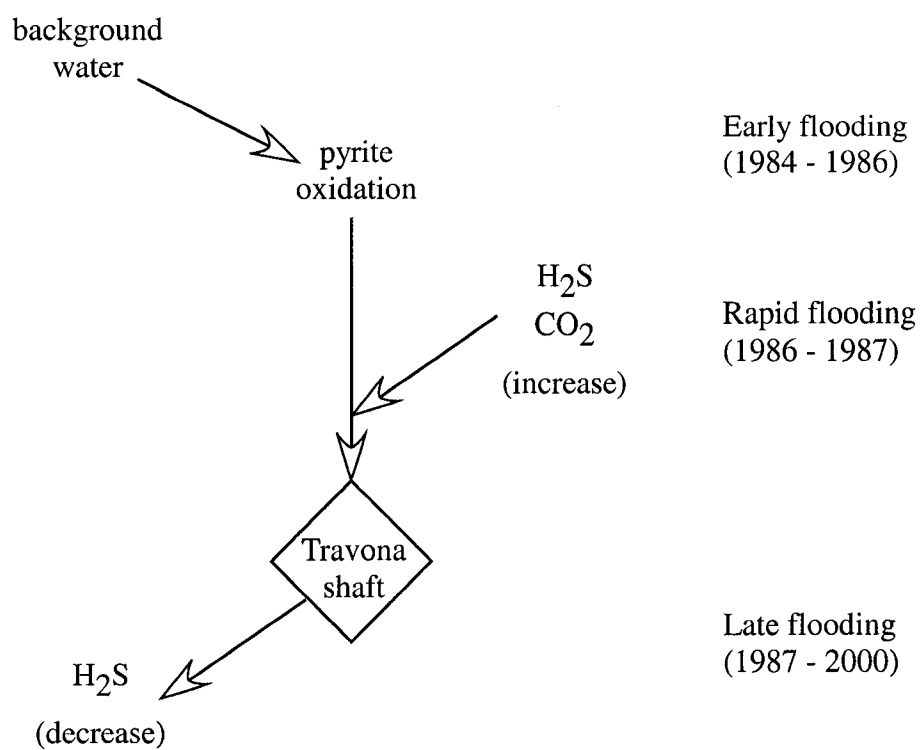 background
water
pyrite
oxidation
Early flooding
(1984 - 1986)
H2S
CO2
(increase)
Rapid flooding
(1986 - 1987)
Travona
shaft
H2S
(decrease)
Late flooding
(1987 - 2000)